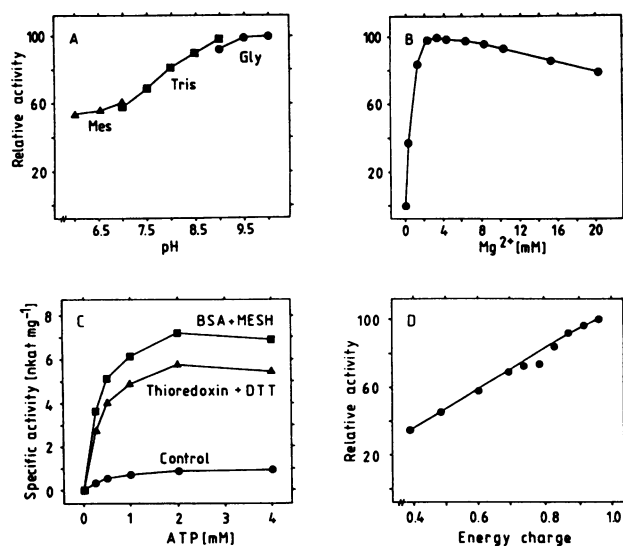 A
Relative activity
100
60
20
Mes
Tris
Gly
6.5 7.5 8.5 9.5
pH
B
100
60
20
0 4 8 12 16 20
Mg2+[mM]
C
Specific activity [nkat mg-1]
8
6
4
2
0
BSA+MESH
Thioredoxin + DTT
Control
0 1 2 3 4
ATP[mM]
D
Relative activity
100
60
20
0.4 0.6 0.8 1.0
Energy charge